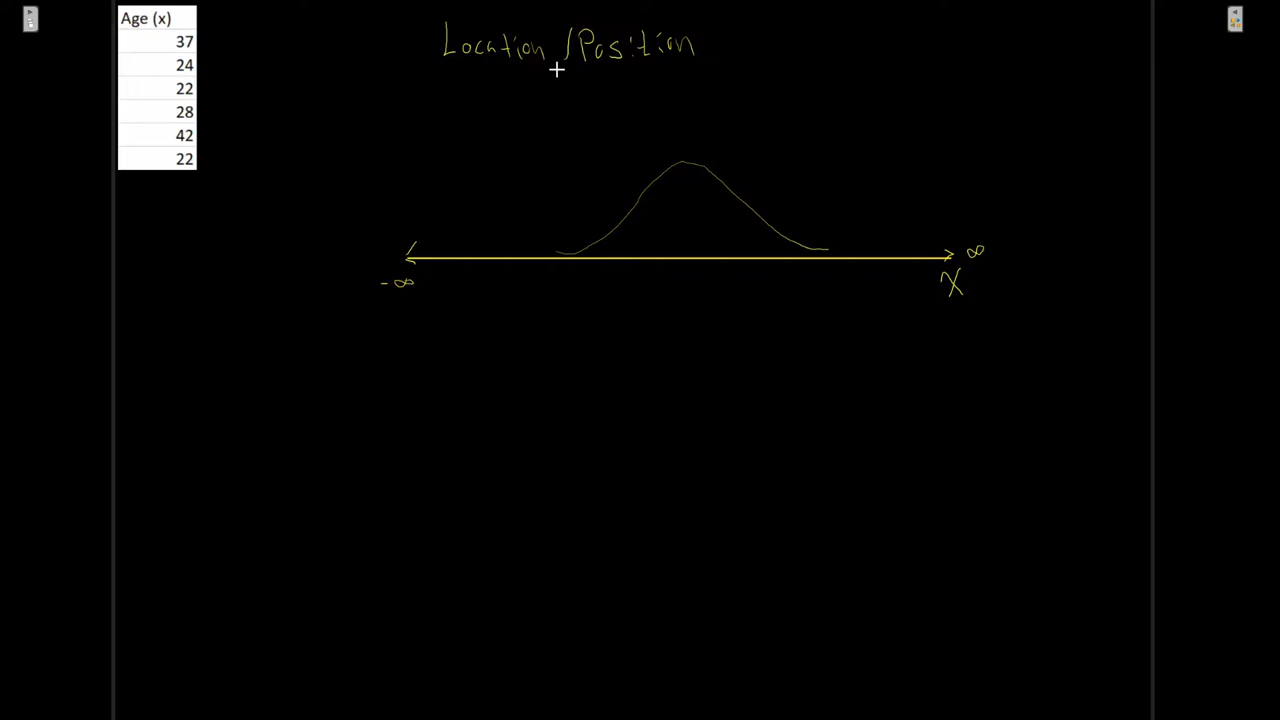 Age (x)
37
24
22
28
42
22
Location / Position
∞
-∞
X